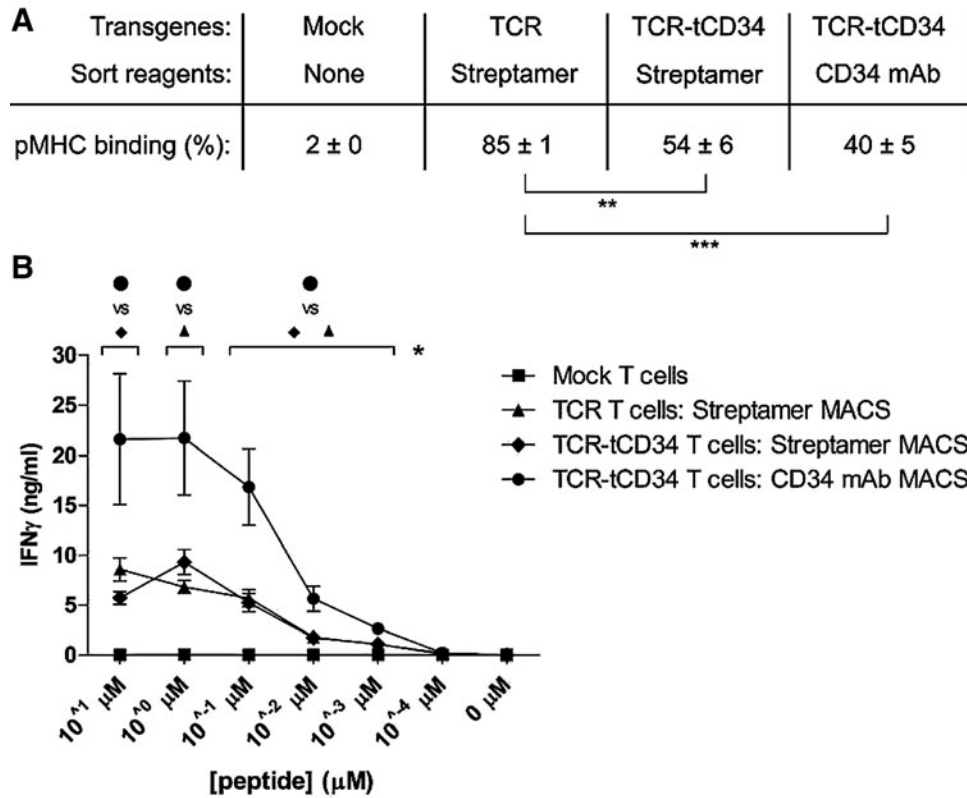 A
Transgenes: Mock TCR TCR-tCD34 TCR-tCD34
Sort reagents: None Streptamer Streptamer CD34 mAb
pMHC binding (%): 2 ± 0 85 ± 1 54 ± 6 40 ± 5
**
***
B
vs vs vs
*
30
25
20
15
10
5
0
IFNγ (ng/ml)
10^1 μM
10^0 μM
10^-1 μM
10^-2 μM
10^-3 μM
10^-4 μM
0 μM
[peptide] (μM)
Mock T cells
TCR T cells: Streptamer MACS
TCR-tCD34 T cells: Streptamer MACS
TCR-tCD34 T cells: CD34 mAb MACS